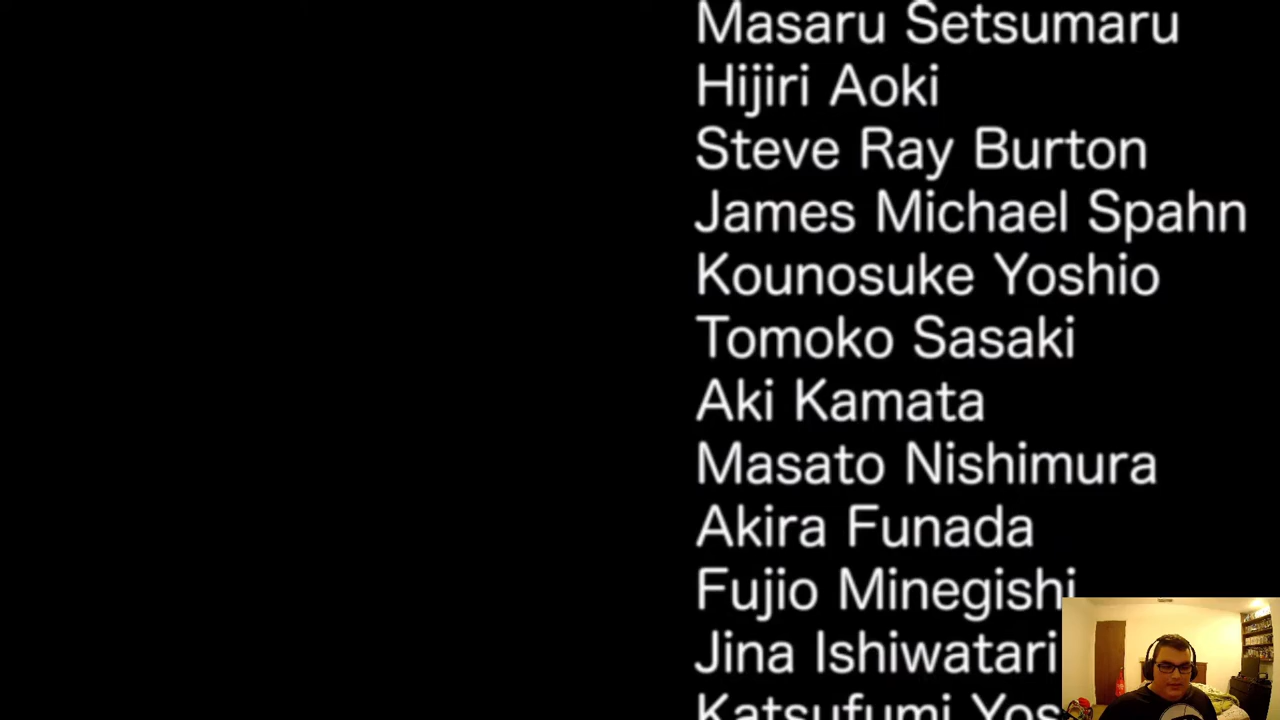 Masaru Setsumaru
Hijiri Aoki
Steve Ray Burton
James Michael Spahn
Kounosuke Yoshio
Tomoko Sasaki
Aki Kamata
Masato Nishimura
Akira Funada
Fujio Minegishi
Jina Ishiwatari
Katsufumi